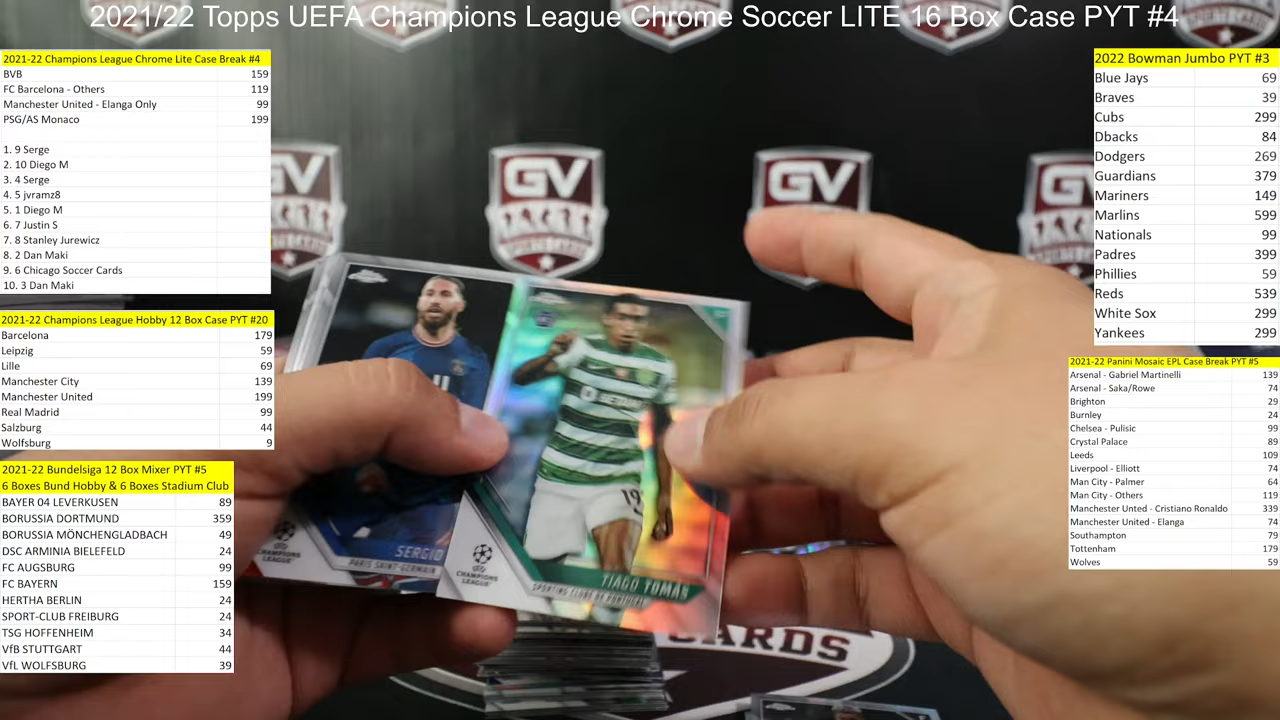 2021/22 Topps UEFA Champions League Chrome Soccer LITE 16 Box Case PYT #4
2021-22 Champions League Chrome Lite Case Break #4
BVB 159
FC Barcelona - Others 119
Manchester United - Elanga Only 99
PSG/AS Monaco 199
1. 9 Serge
2. 10 Diego M
3. 4 Serge
4. 5 jvramz8
5. 1 Diego M
6. 7 Justin S
7. 8 Stanley Jurewicz
8. 2 Dan Maki
9. 6 Chicago Soccer Cards
10. 3 Dan Maki
2021-22 Champions League Hobby 12 Box Case PYT #20
Barcelona 179
Leipzig 59
Lille 69
Manchester City 139
Manchester United 199
Real Madrid 99
Salzburg 44
Wolfsburg 9
2021-22 Bundelsiga 12 Box Mixer PYT #5
6 Boxes Bund Hobby & 6 Boxes Stadium Club
BAYER 04 LEVERKUSEN 89
BORUSSIA DORTMUND 359
BORUSSIA MÖNCHENGLADBACH 49
DSC ARMINIA BIELEFELD 24
FC AUGSBURG 99
FC BAYERN 159
HERTHA BERLIN 24
SPORT-CLUB FREIBURG 24
TSG HOFFENHEIM 34
VfB STUTTGART 44
VfL WOLFSBURG 39
2022 Bowman Jumbo PYT #3
Blue Jays 69
Braves 39
Cubs 299
Dbacks 84
Dodgers 269
Guardians 379
Mariners 149
Marlins 599
Nationals 99
Padres 399
Phillies 59
Reds 539
White Sox 299
Yankees 299
2021-22 Panini Mosaic EPL Case Break PYT #5
Arsenal - Gabriel Martinelli 139
Arsenal - Saka/Rowe 74
Brighton 29
Burnley 24
Chelsea - Pulisic 99
Crystal Palace 89
Leeds 109
Liverpool - Elliott 74
Man City - Palmer 64
Man City - Others 119
Manchester Unted - Cristiano Ronaldo 339
Manchester United - Elanga 74
Southampton 79
Tottenham 179
Wolves 59
GV
GV
GV
GV
SERGIO
PARIS SAINT-GERMAIN
CHAMPIONS
LEAGUE
19
TIAGO TOMÁS
SPORTING CLUBE DE PORTUGAL
CHAMPIONS
LEAGUE
CARDS